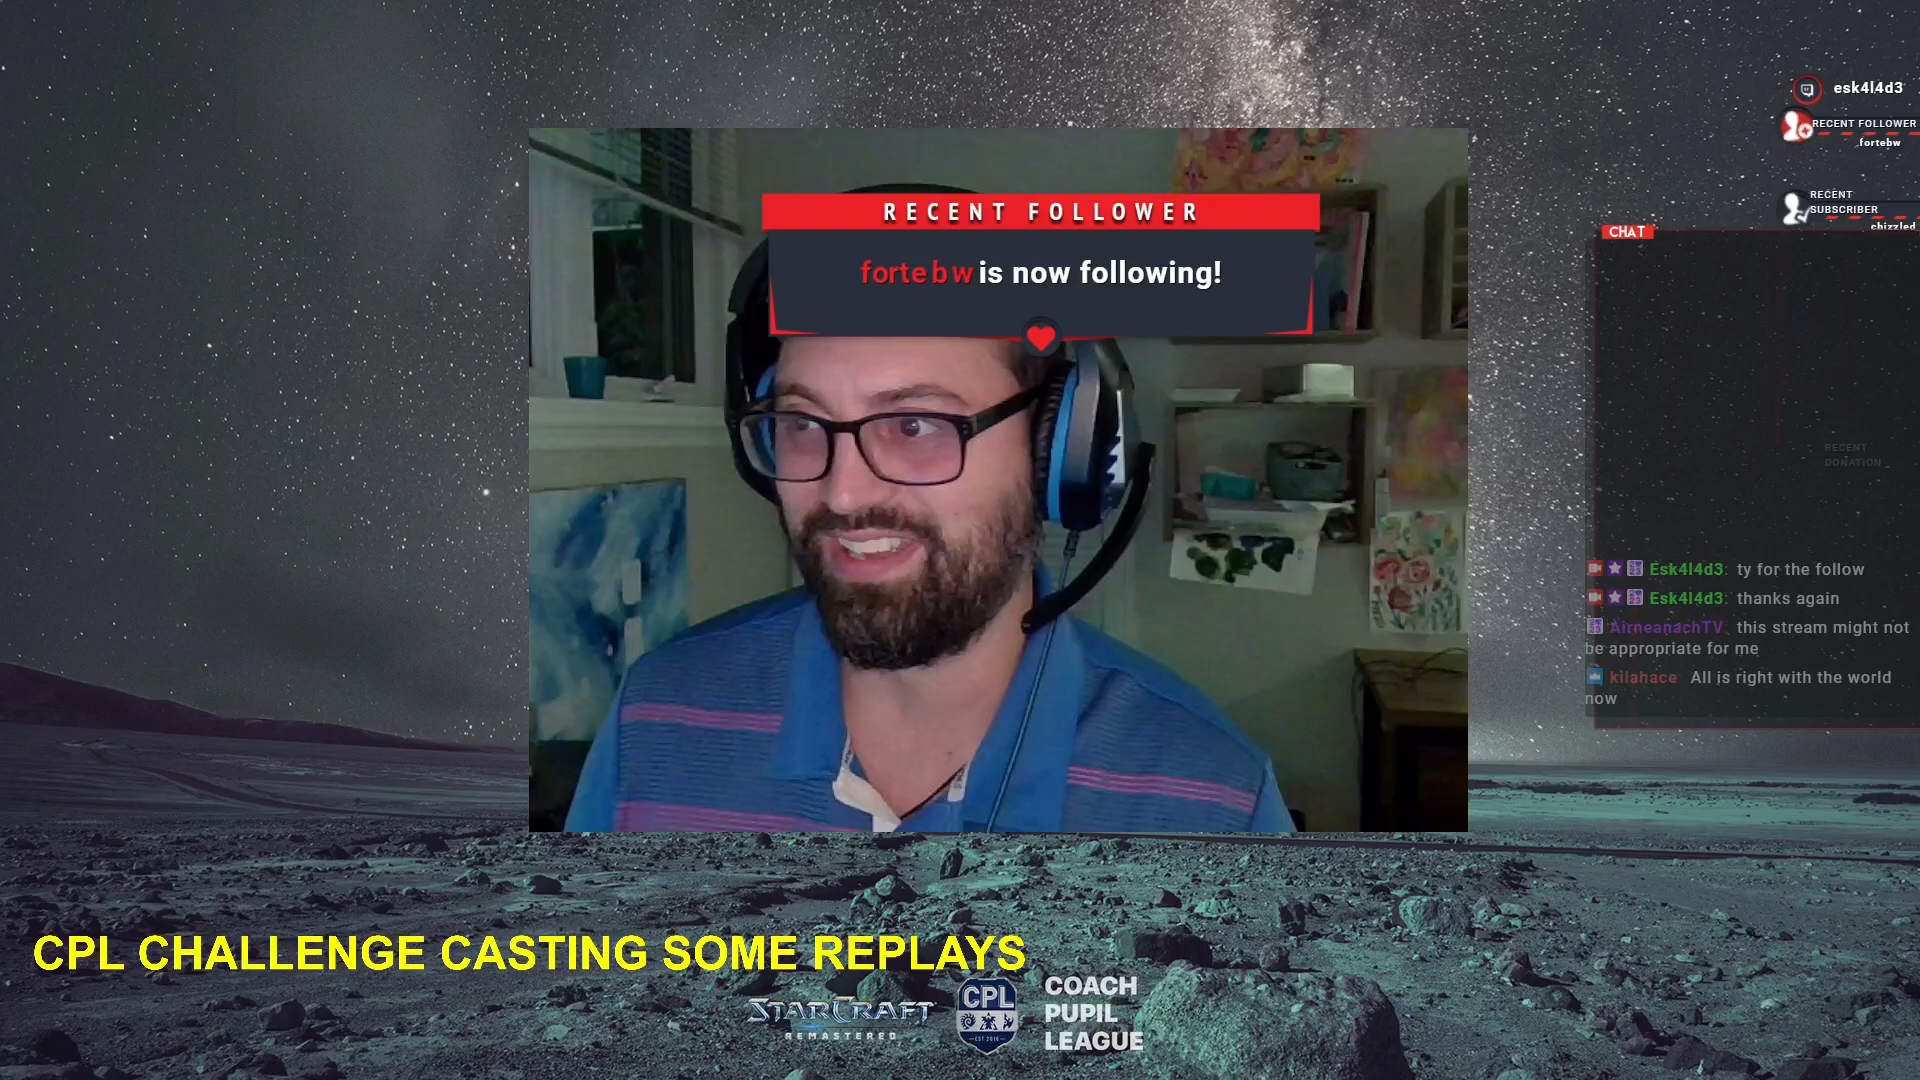 esk4l4d3
RECENT FOLLOWER
fortebw
RECENT
SUBSCRIBER
chizzled
CHAT
RECENT FOLLOWER
fortebw is now following!
RECENT
DONATION
Esk4l4d3: ty for the follow
Esk4l4d3: thanks again
AirneanachTV: this stream might not
be appropriate for me
kilahace: All is right with the world
now
CPL CHALLENGE CASTING SOME REPLAYS
STARCRAFT
REMASTERED
CPL
EST 2016
COACH
PUPIL
LEAGUE